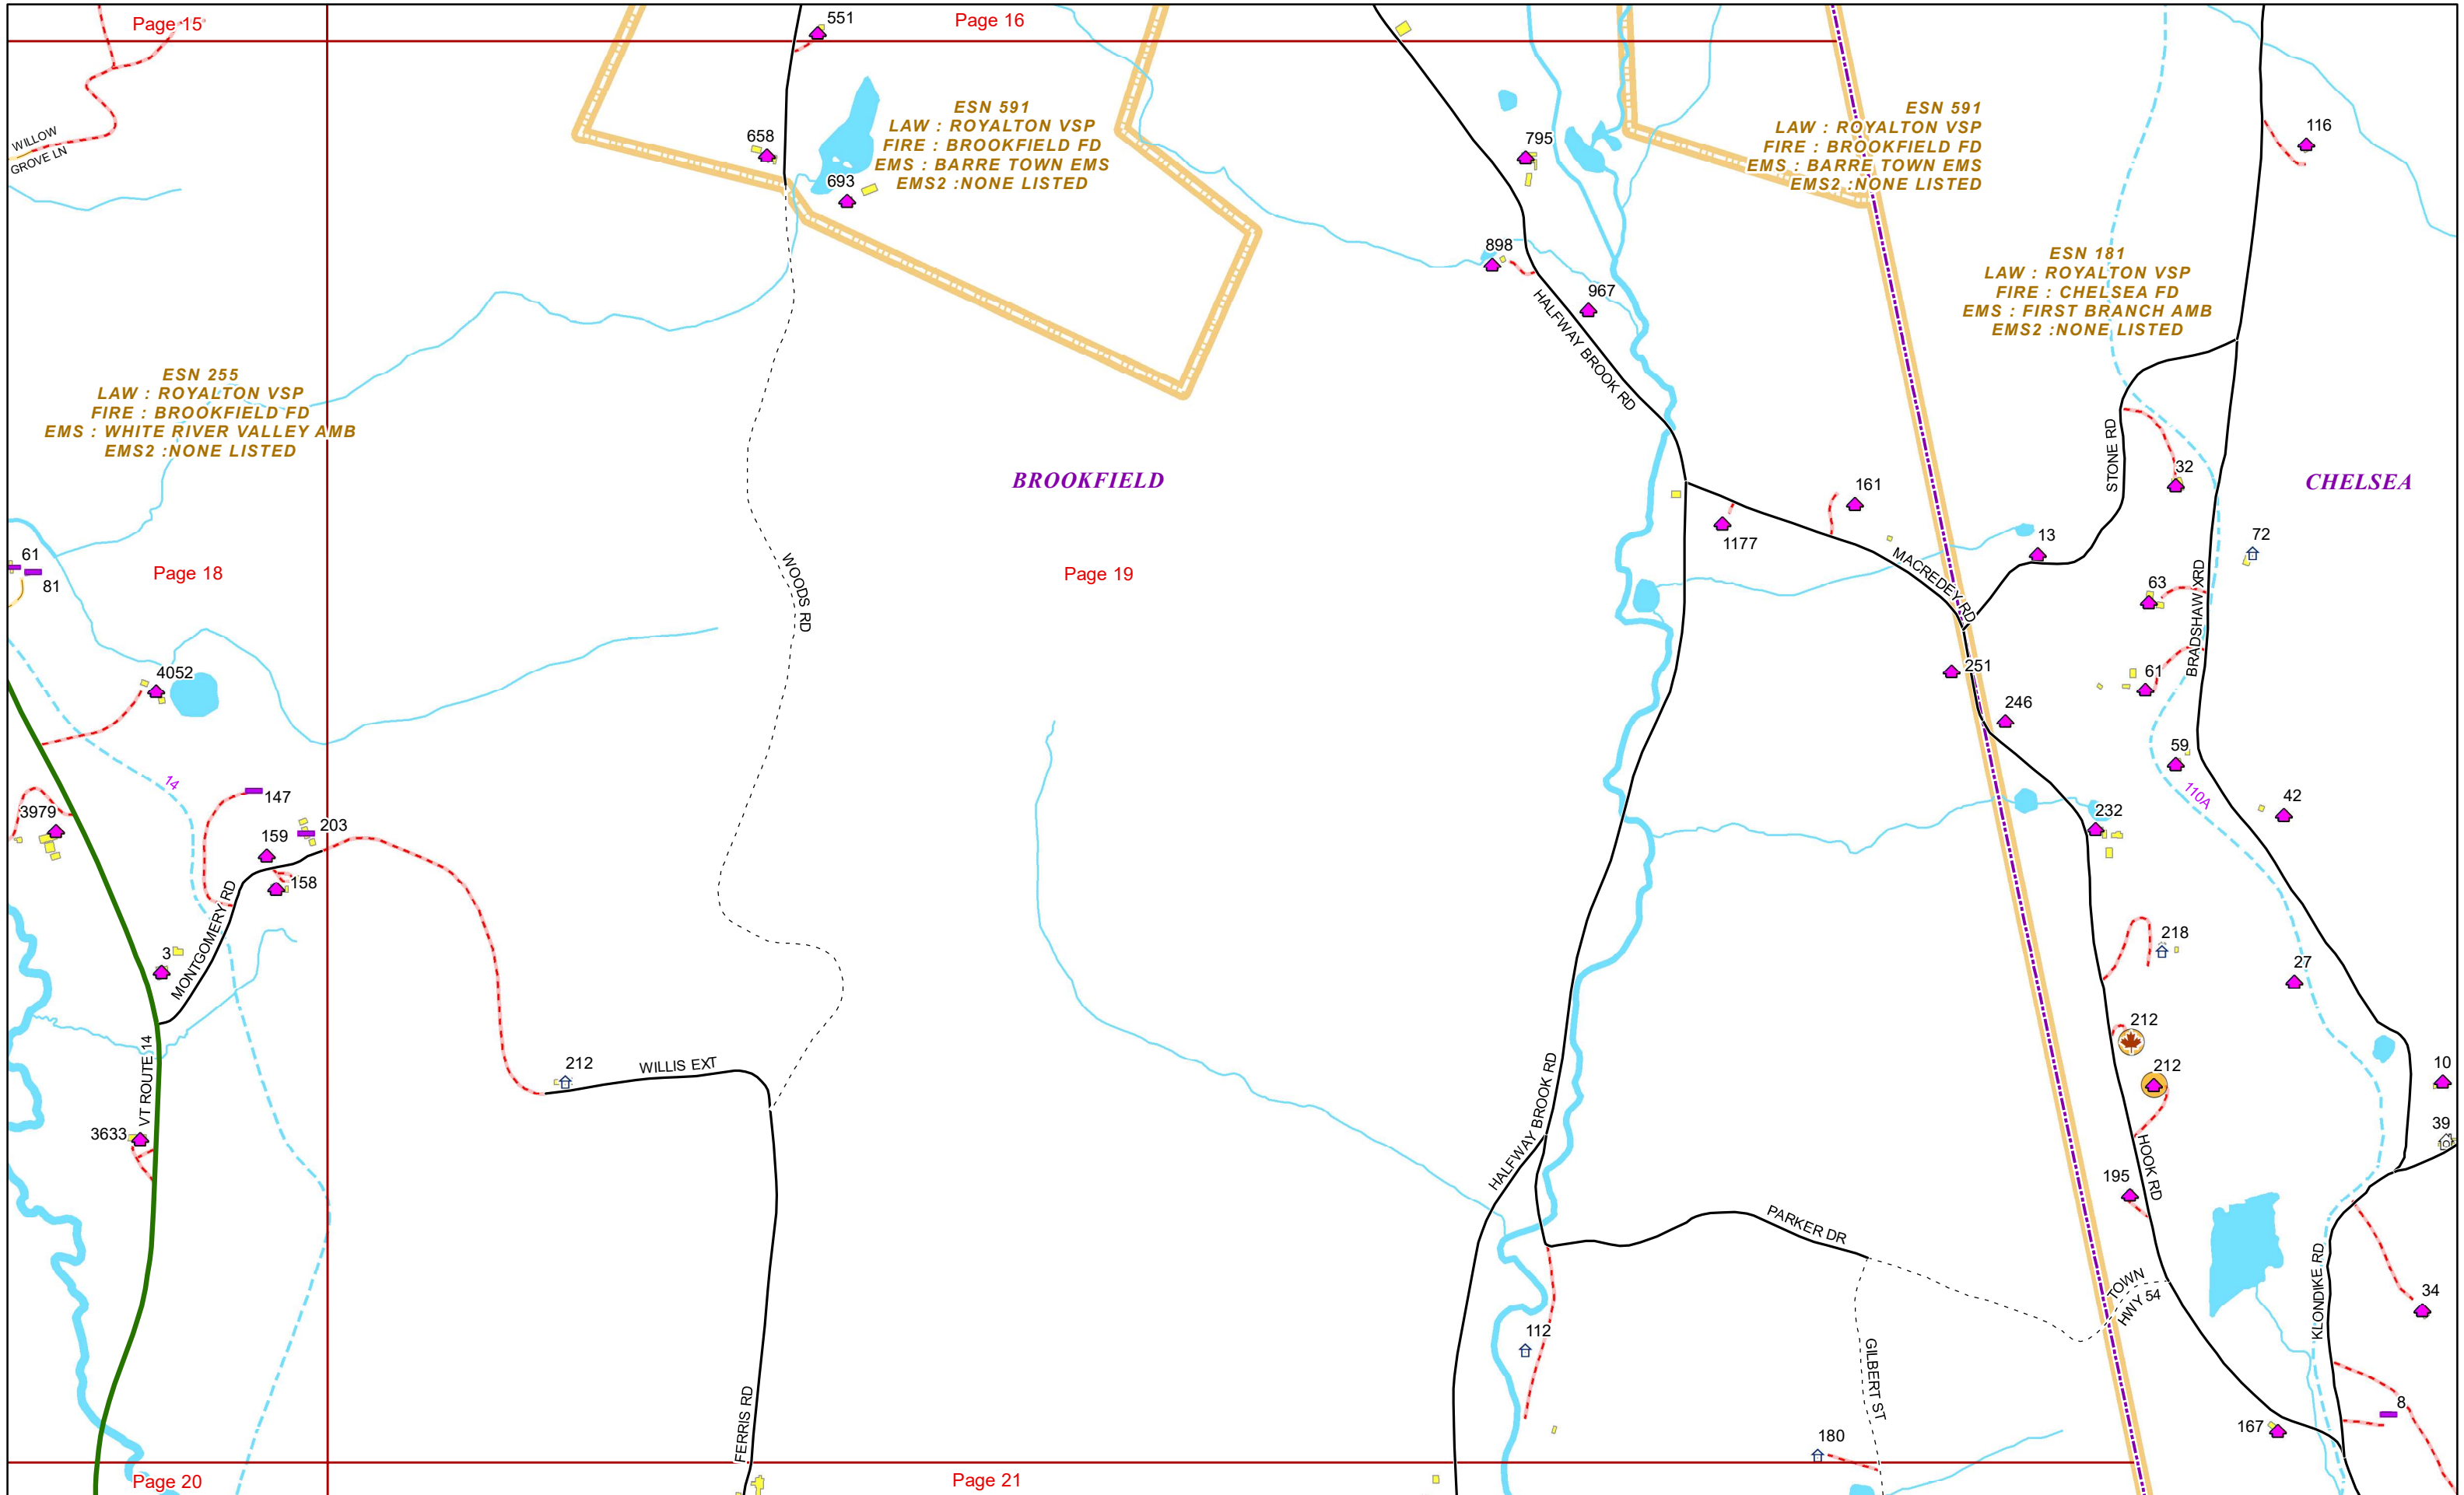 Page 15
551
Page 16
ESN 591
LAW : ROYALTON VSP
FIRE : BROOKFIELD FD
EMS : BARRE TOWN EMS
EMS2 :NONE LISTED
ESN 591
LAW : ROYALTON VSP
FIRE : BROOKFIELD FD
EMS : BARRE TOWN EMS
EMS2 :NONE LISTED
116
658
795
WILLOW
GROVE LN
693
898
967
ESN 181
LAW : ROYALTON VSP
FIRE : CHELSEA FD
EMS : FIRST BRANCH AMB
EMS2 :NONE LISTED
HALFWAY BROOK RD
ESN 255
LAW : ROYALTON VSP
FIRE : BROOKFIELD FD
EMS : WHITE RIVER VALLEY AMB
EMS2 :NONE LISTED
BROOKFIELD
CHELSEA
STONE RD
32
161
1177
13
72
61
81
Page 18
WOODS RD
Page 19
MACREDEY RD
63
BRADSHAW XRD
4052
251
61
246
59
14
147
110A
42
3979
159
203
232
158
MONTGOMERY RD
3
218
27
212
VT ROUTE 14
212
WILLIS EXT
212
10
3633
HALFWAY BROOK RD
39
HOOK RD
195
PARKER DR
TOWN
HWY 54
KLONDIKE RD
34
112
GILBERT ST
FERRIS RD
8
167
180
Page 20
Page 21